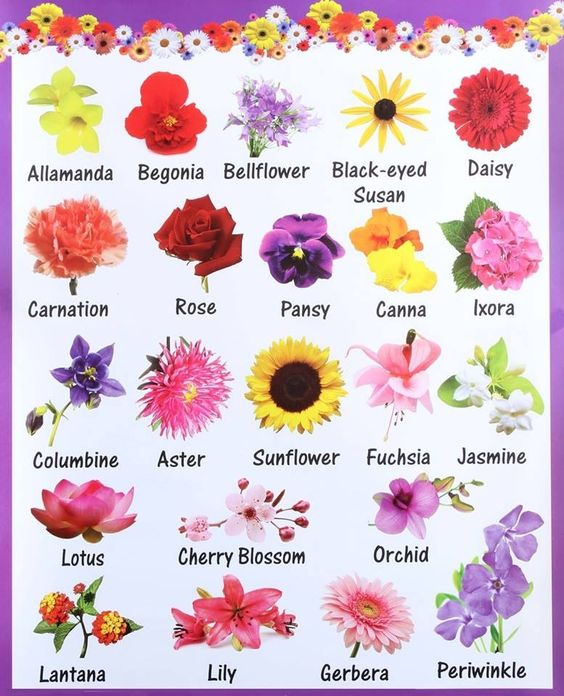 Allamanda
Begonia
Bellflower
Black-eyed
Susan
Daisy
Carnation
Rose
Pansy
Canna
Ixora
Columbine
Aster
Sunflower
Fuchsia
Jasmine
Lotus
Cherry Blossom
Orchid
Lantana
Lily
Gerbera
Periwinkle